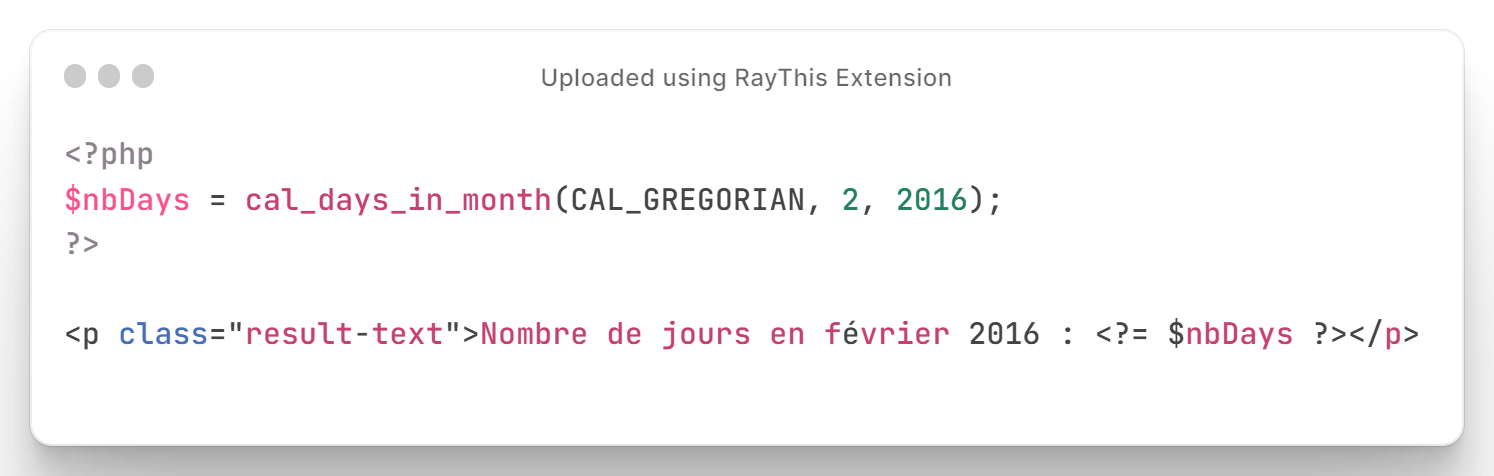 Uploaded using RayThis Extension
<?php
$nbDays = cal_days_in_month(CAL_GREGORIAN, 2, 2016);
?>
<p class="result-text">Nombre de jours en février 2016 : <?= $nbDays ?></p>